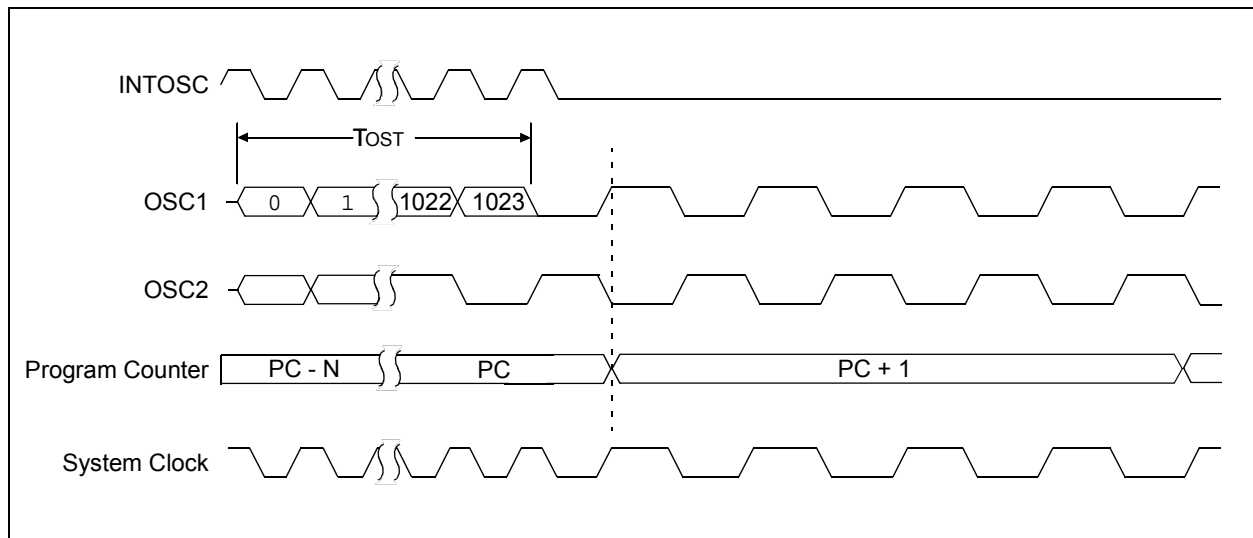 INTOSC
TOST
OSC1 0 1 1022 1023
OSC2
Program Counter PC - N PC PC + 1
System Clock